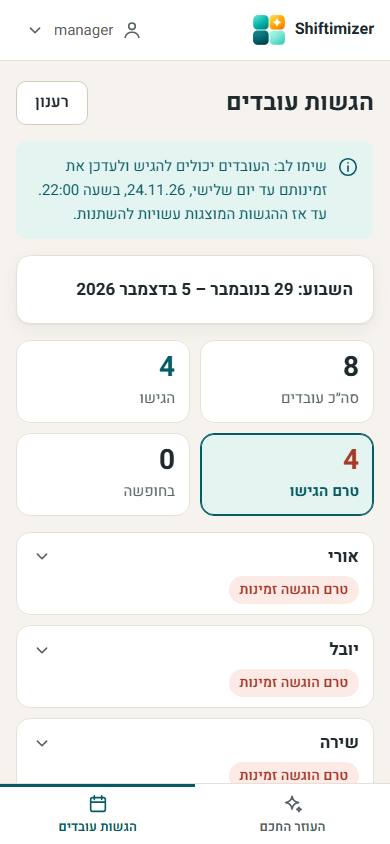 Shiftimizer
manager
הגשות עובדים
רענון
שימו לב: העובדים יכולים להגיש ולעדכן את
זמינותם עד יום שלישי, 24.11.26, בשעה 22:00.
עד אז ההגשות המוצגות עשויות להשתנות.
השבוע: 29 בנובמבר – 5 בדצמבר 2026
8
סה״כ עובדים
4
הגישו
4
טרם הגישו
0
בחופשה
אורי
טרם הוגשה זמינות
יובל
טרם הוגשה זמינות
שירה
טרם הוגשה זמינות
העוזר החכם
הגשות עובדים